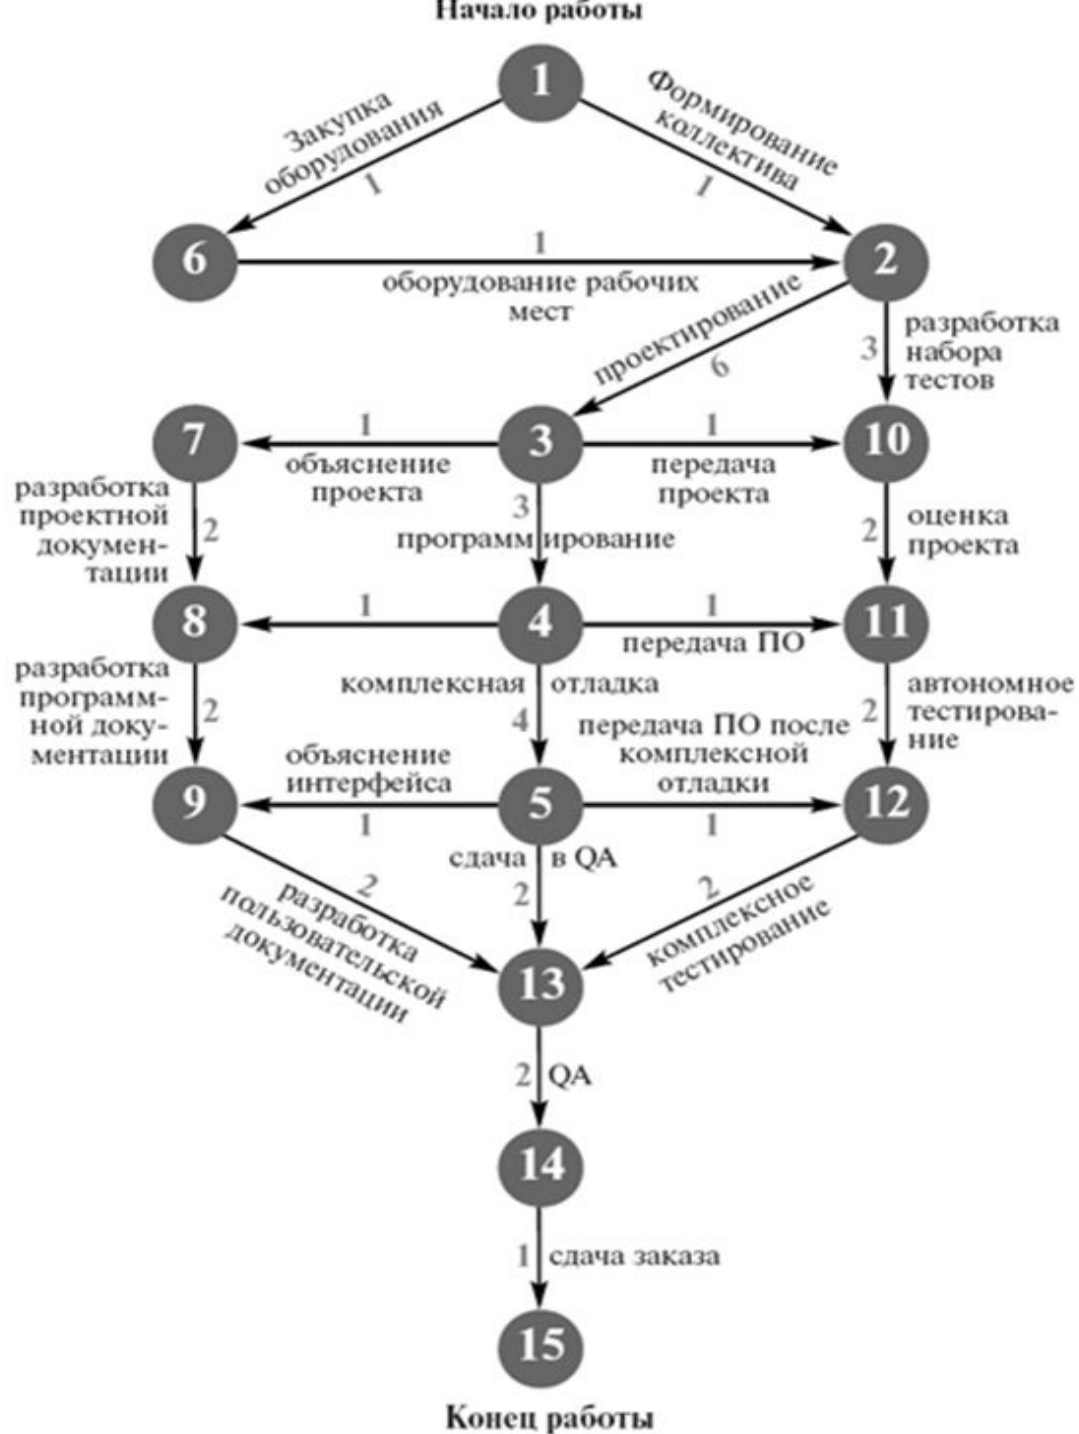 Начало работы
1
Закупка
оборудования
1
Формирование
коллектива
1
6
1
оборудование рабочих
мест
2
проектирование
6
3
разработка
набора
тестов
7
1
объяснение
проекта
3
1
передача
проекта
10
разработка
проектной
докумен-
тации
2
3
программирование
2
оценка
проекта
8
1
4
1
передача ПО
11
разработка
программ-
ной доку-
ментации
2
комплексная отладка
4
2
автономное
тестирова-
ние
объяснение
интерфейса
передача ПО после
комплексной
отладки
9
1
5
1
12
сдача в QA
2
2
разработка
пользовательской
документации
2
комплексное
тестирование
13
2 QA
14
1 сдача заказа
15
Конец работы